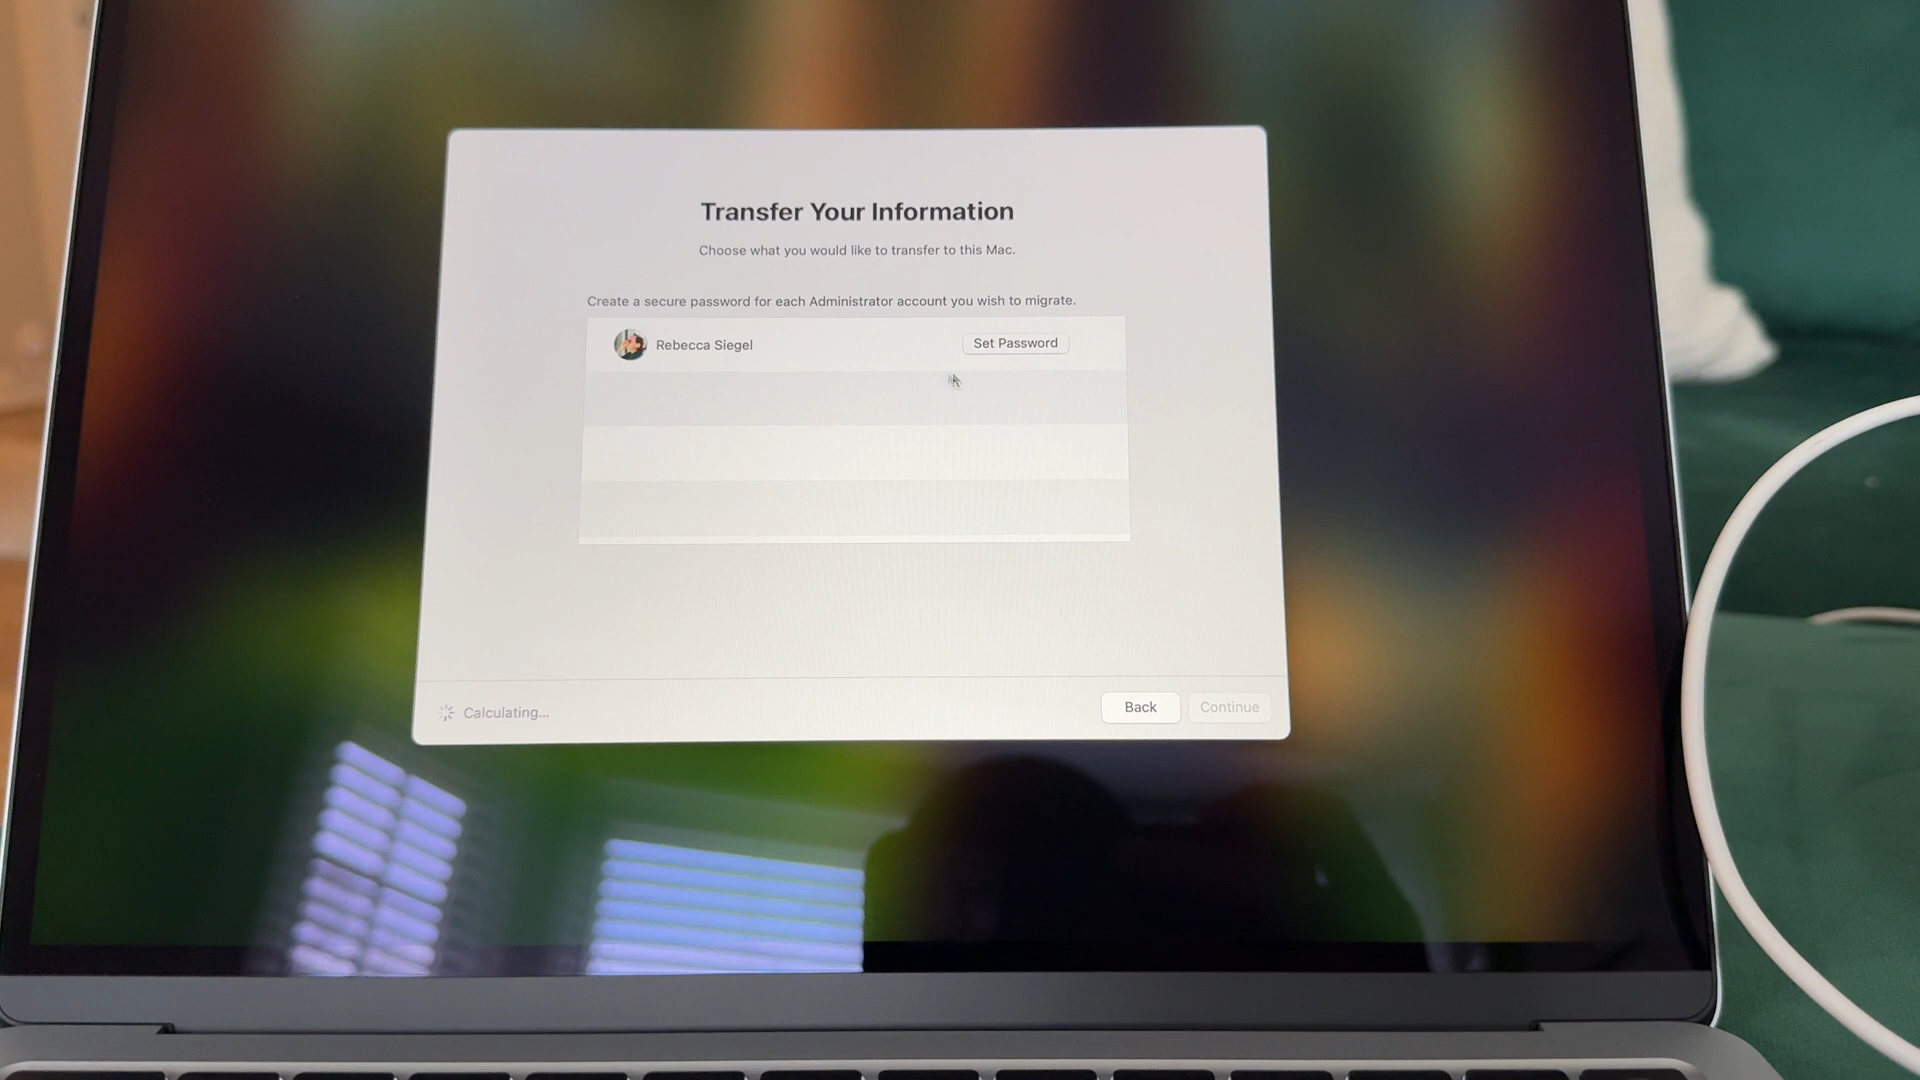 Transfer Your Information
Choose what you would like to transfer to this Mac.
Create a secure password for each Administrator account you wish to migrate.
Rebecca Siegel
Set Password
Calculating...
Back
Continue